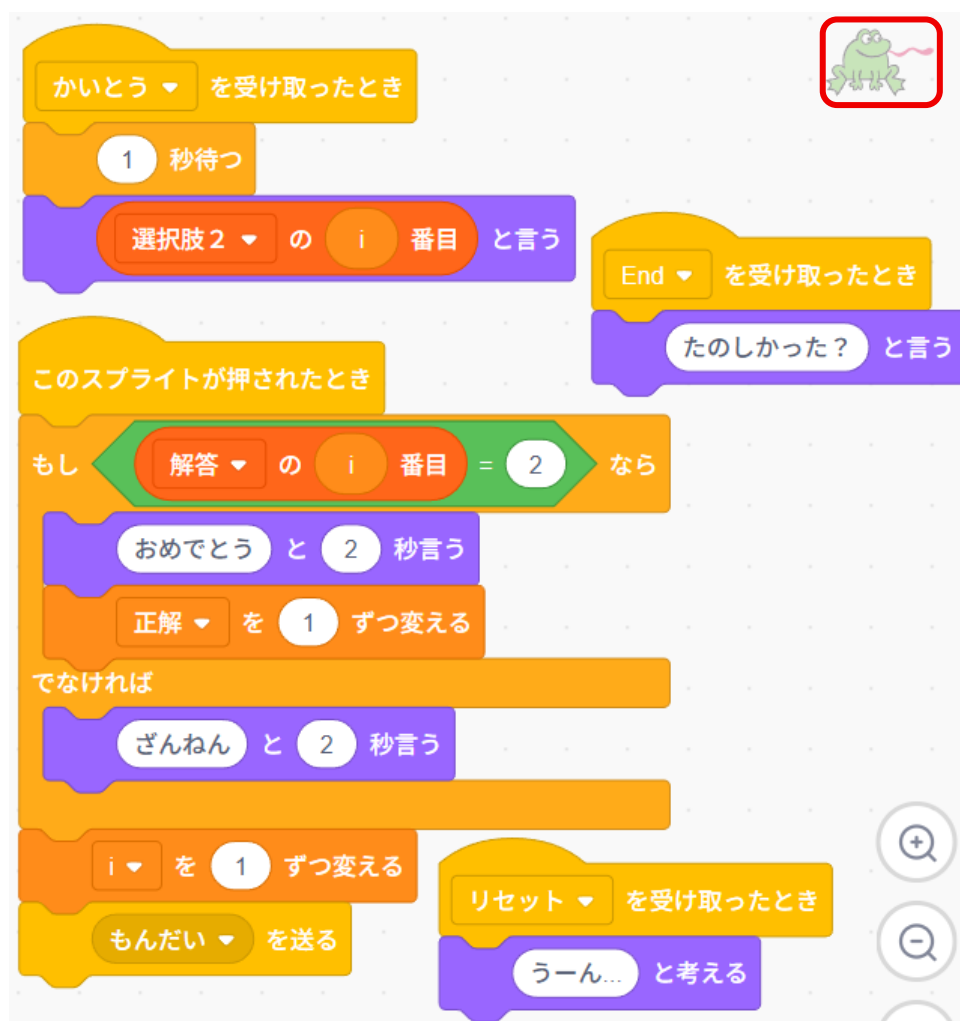 かいとう を受け取ったとき
1 秒待つ
選択肢２ の i 番目 と言う
End を受け取ったとき
たのしかった？ と言う
このスプライトが押されたとき
もし 解答 の i 番目 = 2 なら
おめでとう と 2 秒言う
正解 を 1 ずつ変える
でなければ
ざんねん と 2 秒言う
i を 1 ずつ変える
もんだい を送る
リセット を受け取ったとき
うーん... と考える